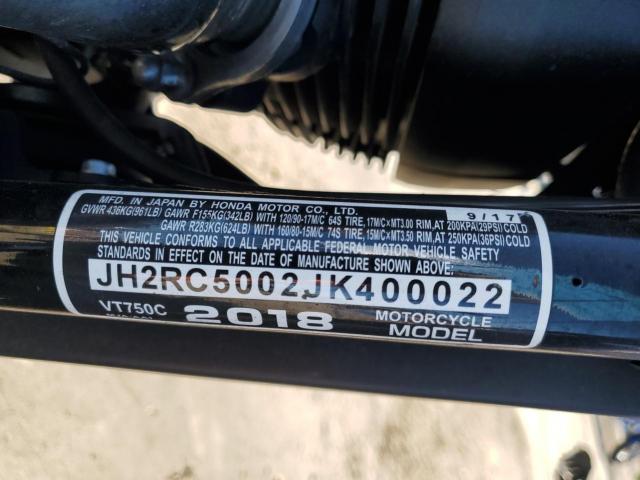 MFD. IN JAPAN BY HONDA MOTOR CO., LTD. 9/17
GVWR 436KG(961LB) GAWR F155KG(342LB) WITH 120/90-17M/C 64S TIRE, 17M/C×MT3.00 RIM, AT 200KPA(29PSI)COLD
GAWR R283KG(624LB) WITH 160/80-15M/C 74S TIRE, 15M/C×MT3.50 RIM, AT 250KPA(36PSI)COLD
THIS VEHICLE CONFORMS TO ALL APPLICABLE FEDERAL MOTOR VEHICLE SAFETY
STANDARDS IN EFFECT ON THE DATE OF MANUFACTURE SHOWN ABOVE:
JH2RC5002JK400022
VT750C 2018 MOTORCYCLE
MODEL